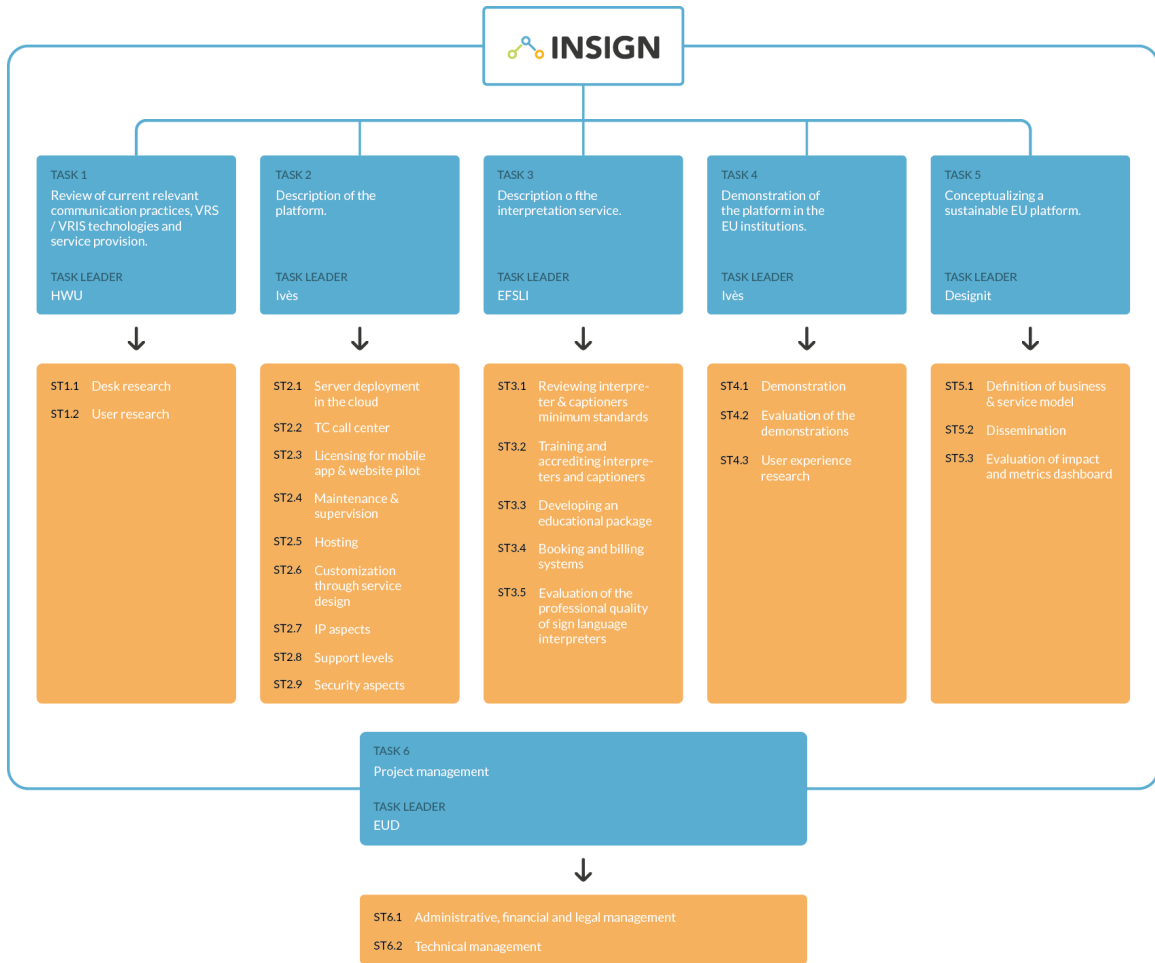 INSIGN
TASK 1
Review of current relevant
communication practices, VRS
/ VRIS technologies and
service provision.
TASK LEADER
HWU
TASK 2
Description of the
platform.
TASK LEADER
Ivès
TASK 3
Description o fthe
interpretation service.
TASK LEADER
EFSLI
TASK 4
Demonstration of
the platform in the
EU institutions.
TASK LEADER
Ivès
TASK 5
Conceptualizing a
sustainable EU platform.
TASK LEADER
Designit
ST1.1 Desk research
ST1.2 User research
ST2.1 Server deployment
in the cloud
ST2.2 TC call center
ST2.3 Licensing for mobile
app & website pilot
ST2.4 Maintenance &
supervision
ST2.5 Hosting
ST2.6 Customization
through service
design
ST2.7 IP aspects
ST2.8 Support levels
ST2.9 Security aspects
ST3.1 Reviewing interpre-
ter & captioners
minimum standards
ST3.2 Training and
accrediting interpre-
ters and captioners
ST3.3 Developing an
educational package
ST3.4 Booking and billing
systems
ST3.5 Evaluation of the
professional quality
of sign language
interpreters
ST4.1 Demonstration
ST4.2 Evaluation of the
demonstrations
ST4.3 User experience
research
ST5.1 Definition of business
& service model
ST5.2 Dissemination
ST5.3 Evaluation of impact
and metrics dashboard
TASK 6
Project management
TASK LEADER
EUD
ST6.1 Administrative, financial and legal management
ST6.2 Technical management